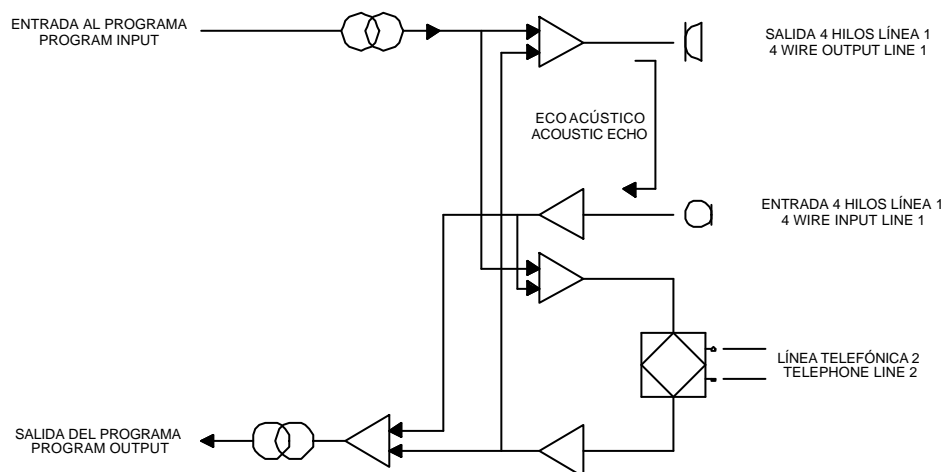 ENTRADA AL PROGRAMA
PROGRAM INPUT
SALIDA 4 HILOS LÍNEA 1
4 WIRE OUTPUT LINE 1
ECO ACÚSTICO
ACOUSTIC ECHO
ENTRADA 4 HILOS LÍNEA 1
4 WIRE INPUT LINE 1
LÍNEA TELEFÓNICA 2
TELEPHONE LINE 2
SALIDA DEL PROGRAMA
PROGRAM OUTPUT